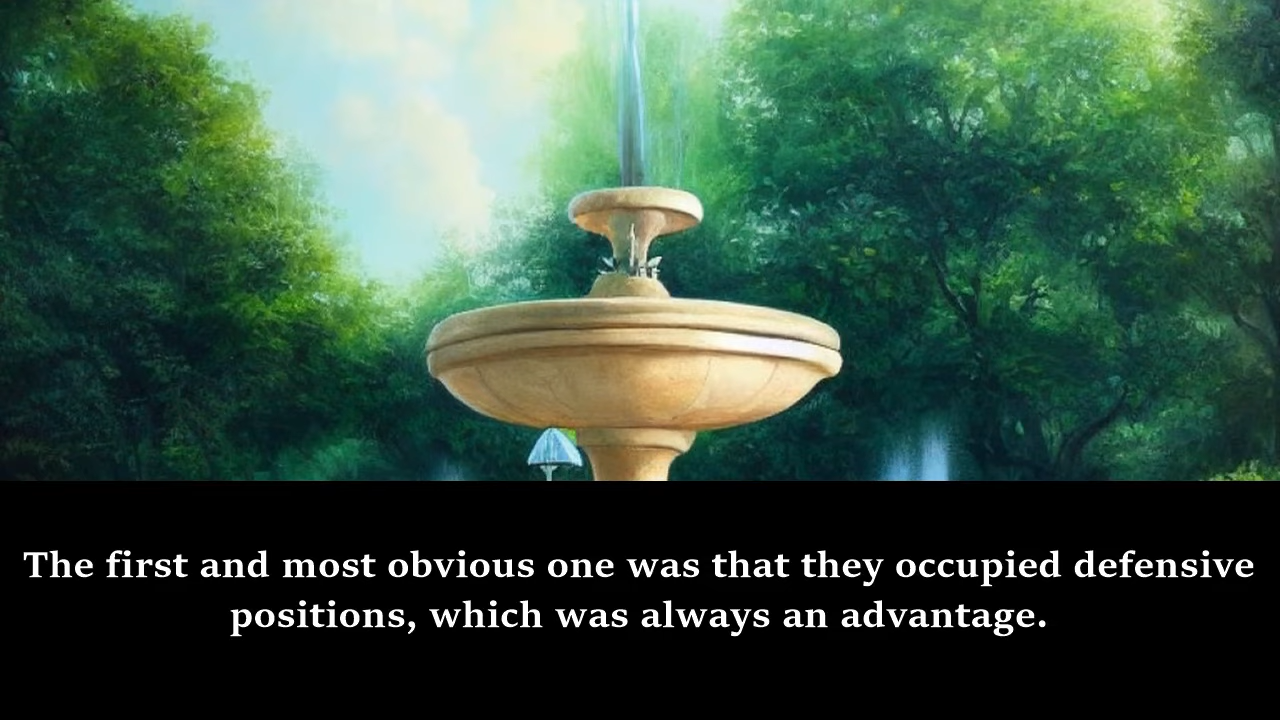 The first and most obvious one was that they occupied defensive
positions, which was always an advantage.